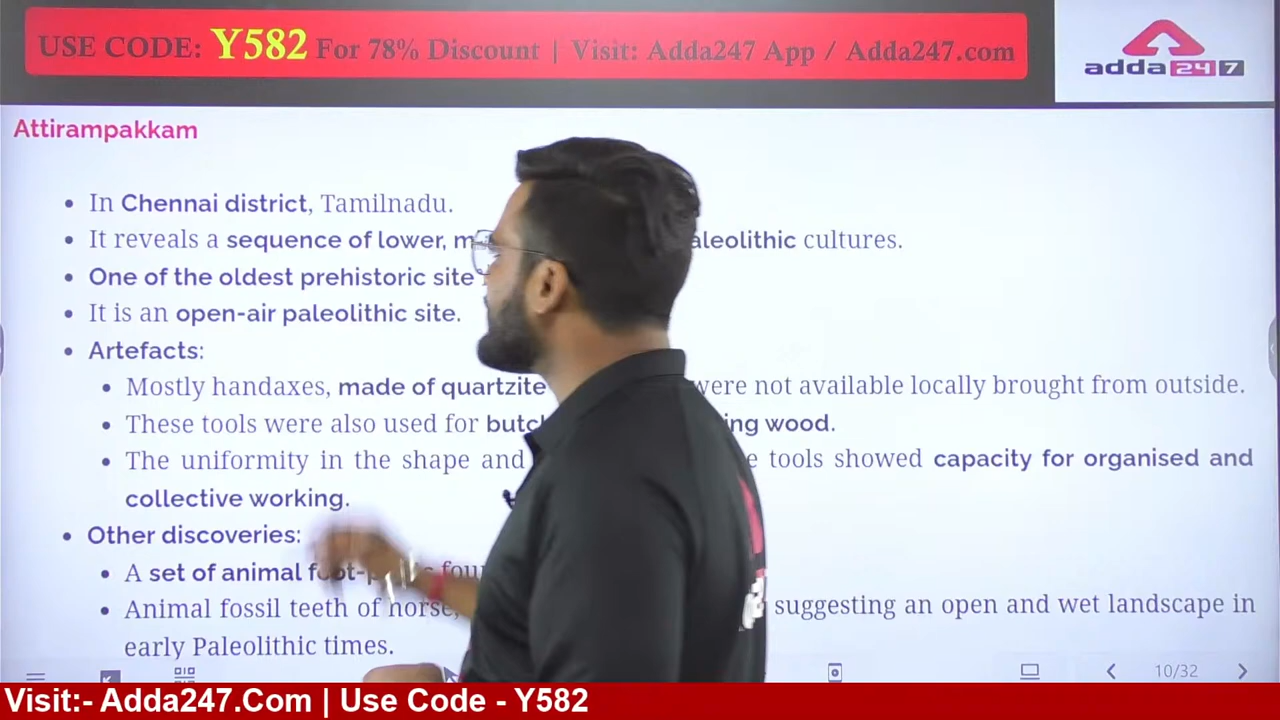 USE CODE: Y582 For 78% Discount | Visit: Adda247 App / Adda247.com
adda 247
Attirampakkam
In Chennai district, Tamilnadu.
It reveals a sequence of lower, aleolithic cultures.
One of the oldest prehistoric site
It is an open-air paleolithic site.
Artefacts:
Mostly handaxes, made of quartzite were not available locally brought from outside.
These tools were also used for butc ng wood.
The uniformity in the shape and tools showed capacity for organised and
collective working.
Other discoveries:
A set of animal
Animal fossil teeth of horse, suggesting an open and wet landscape in
early Paleolithic times.
10/32
Visit:- Adda247.Com | Use Code - Y582